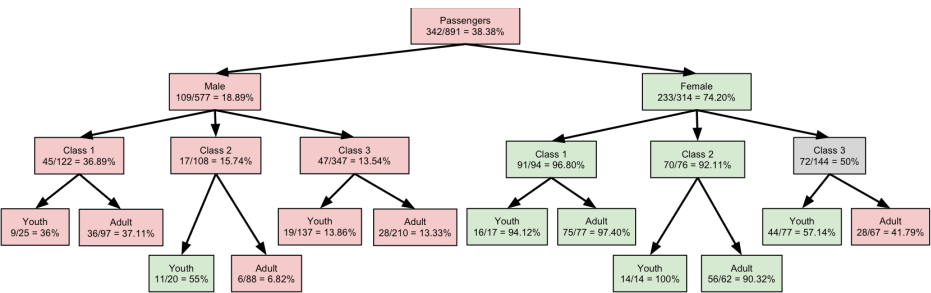 Passengers
342/891 = 38.38%
Male
109/577 = 18.89%
Female
233/314 = 74.20%
Class 1
45/122 = 36.89%
Class 2
17/108 = 15.74%
Class 3
47/347 = 13.54%
Class 1
91/94 = 96.80%
Class 2
70/76 = 92.11%
Class 3
72/144 = 50%
Youth
9/25 = 36%
Adult
36/97 = 37.11%
Youth
19/137 = 13.86%
Adult
28/210 = 13.33%
Youth
16/17 = 94.12%
Adult
75/77 = 97.40%
Youth
44/77 = 57.14%
Adult
28/67 = 41.79%
Youth
11/20 = 55%
Adult
6/88 = 6.82%
Youth
14/14 = 100%
Adult
56/62 = 90.32%